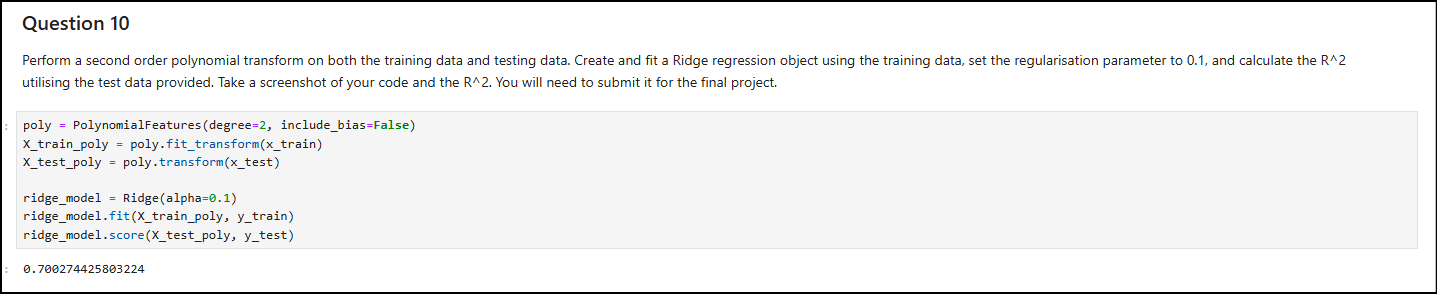 Question 10
Perform a second order polynomial transform on both the training data and testing data. Create and fit a Ridge regression object using the training data, set the regularisation parameter to 0.1, and calculate the R^2
utilising the test data provided. Take a screenshot of your code and the R^2. You will need to submit it for the final project.
: poly = PolynomialFeatures(degree=2, include_bias=False)
X_train_poly = poly.fit_transform(x_train)
X_test_poly = poly.transform(x_test)
ridge_model = Ridge(alpha=0.1)
ridge_model.fit(X_train_poly, y_train)
ridge_model.score(X_test_poly, y_test)
: 0.700274425803224